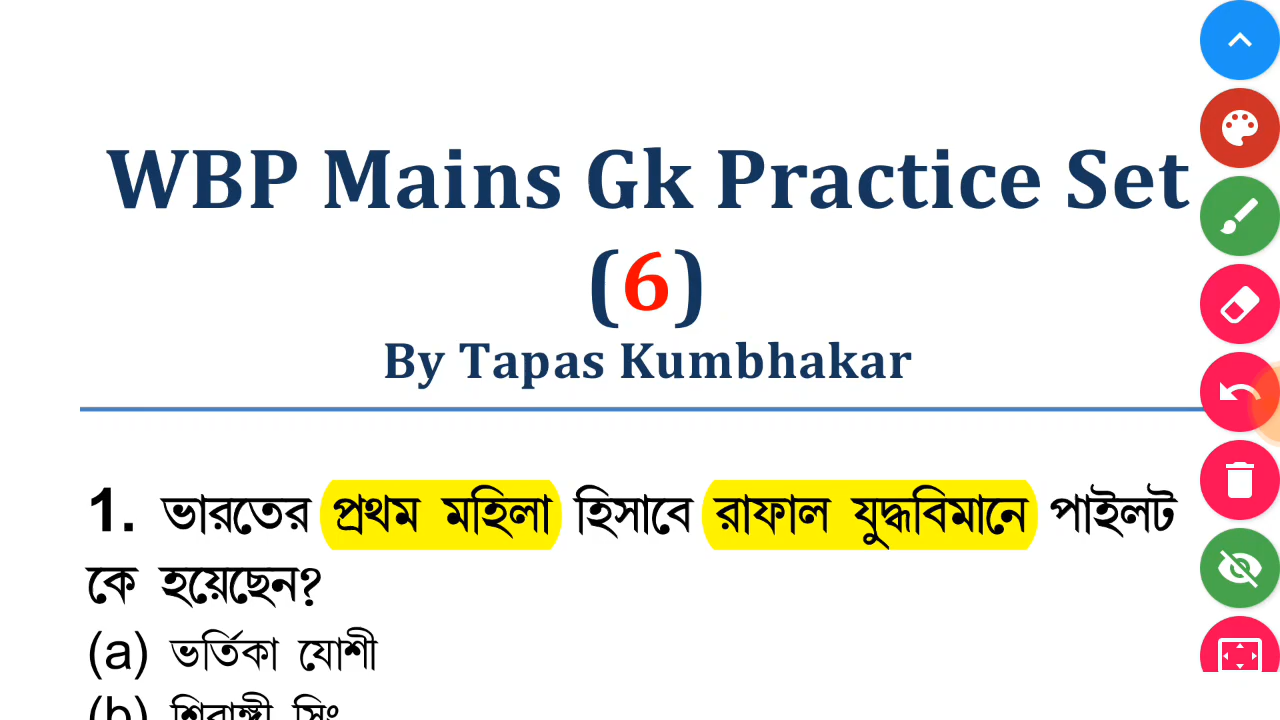 WBP Mains Gk Practice Set
(6)
By Tapas Kumbhakar
1. ভারতের প্রথম মহিলা হিসাবে রাফাল যুদ্ধবিমানে পাইলট
কে হয়েছেন?
(a) ভর্তিকা যোশী
(b) শিবাঙ্গী সিং